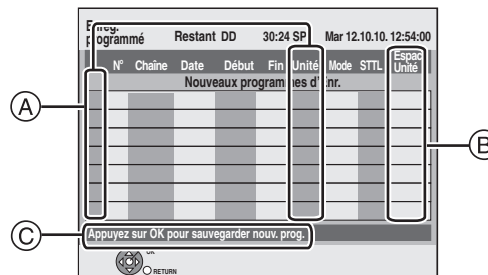 Enreg.
programmé Restant DD 30:24 SP Mar 12.10.10. 12:54:00
N° Chaîne Date Début Fin Unité Mode STTL Espac Unité
Nouveaux programmes d'Enr.
A
B
C
Appuyez sur OK pour sauvegarder nouv. prog.
OK
RETURN